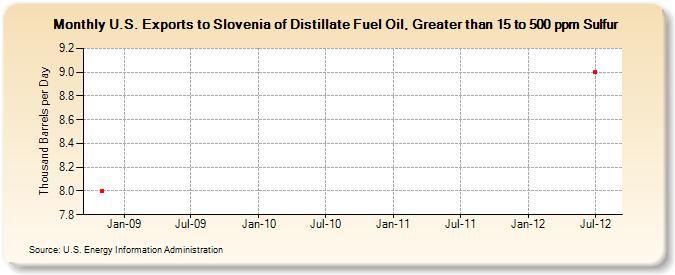 Monthly U.S. Exports to Slovenia of Distillate Fuel Oil, Greater than 15 to 500 ppm Sulfur
Thousand Barrels per Day
9.2
9.0
8.8
8.6
8.4
8.2
8.0
7.8
Jan-09 Jul-09 Jan-10 Jul-10 Jan-11 Jul-11 Jan-12 Jul-12
Source: U.S. Energy Information Administration